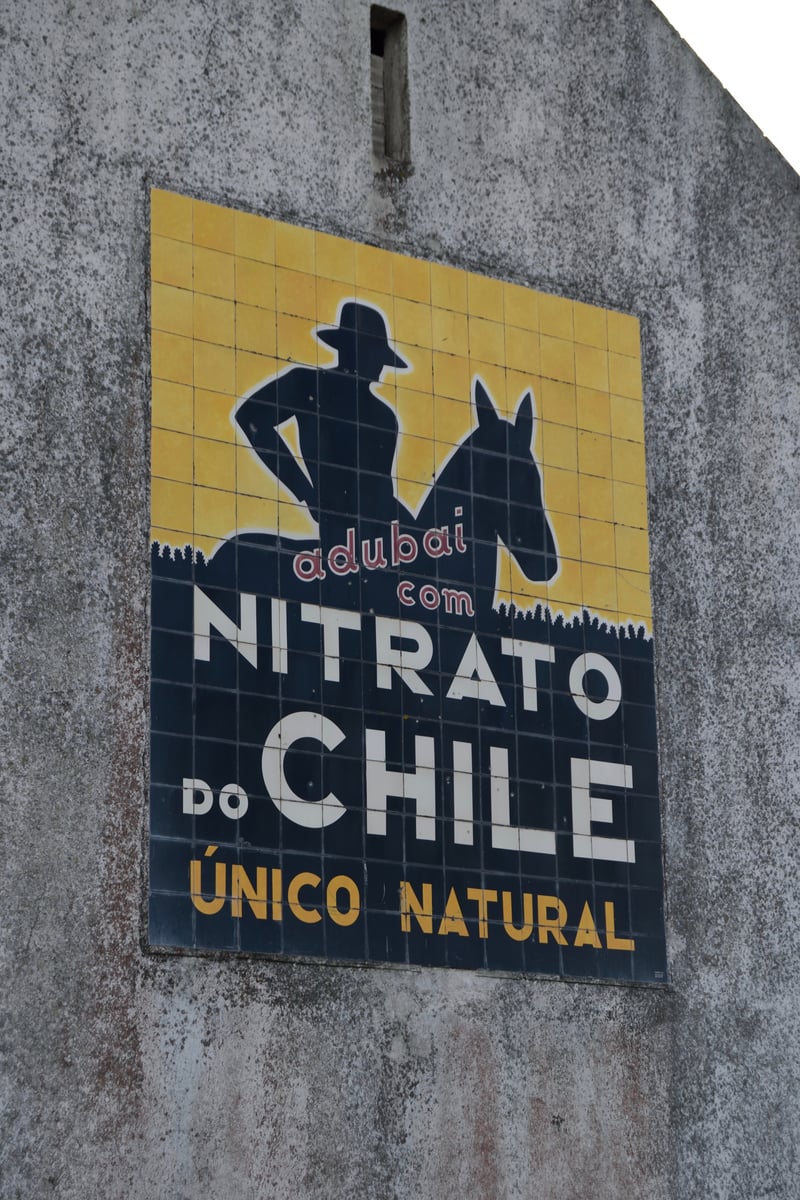 adubai
com
NITRATO
DO CHILE
ÚNICO NATURAL